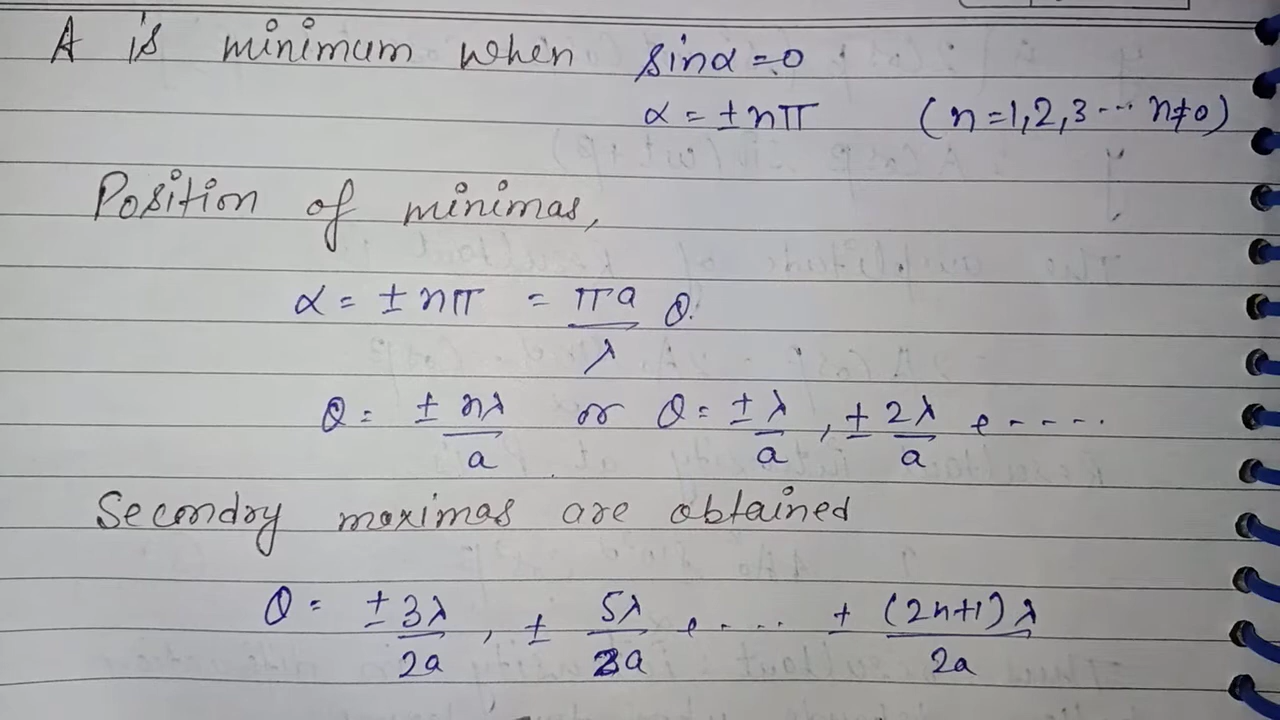 A is minimum when sinα = 0
α = ± nπ (n = 1, 2, 3 ... n ≠ 0)
Position of minimas,
α = ± nπ = πa/λ θ.
θ = ± nλ/a or θ = ± λ/a, ± 2λ/a e - - - - .
Secondry maximas are obtained
θ = ± 3λ/2a, ± 5λ/2a e . - .. ± (2n+1)λ/2a